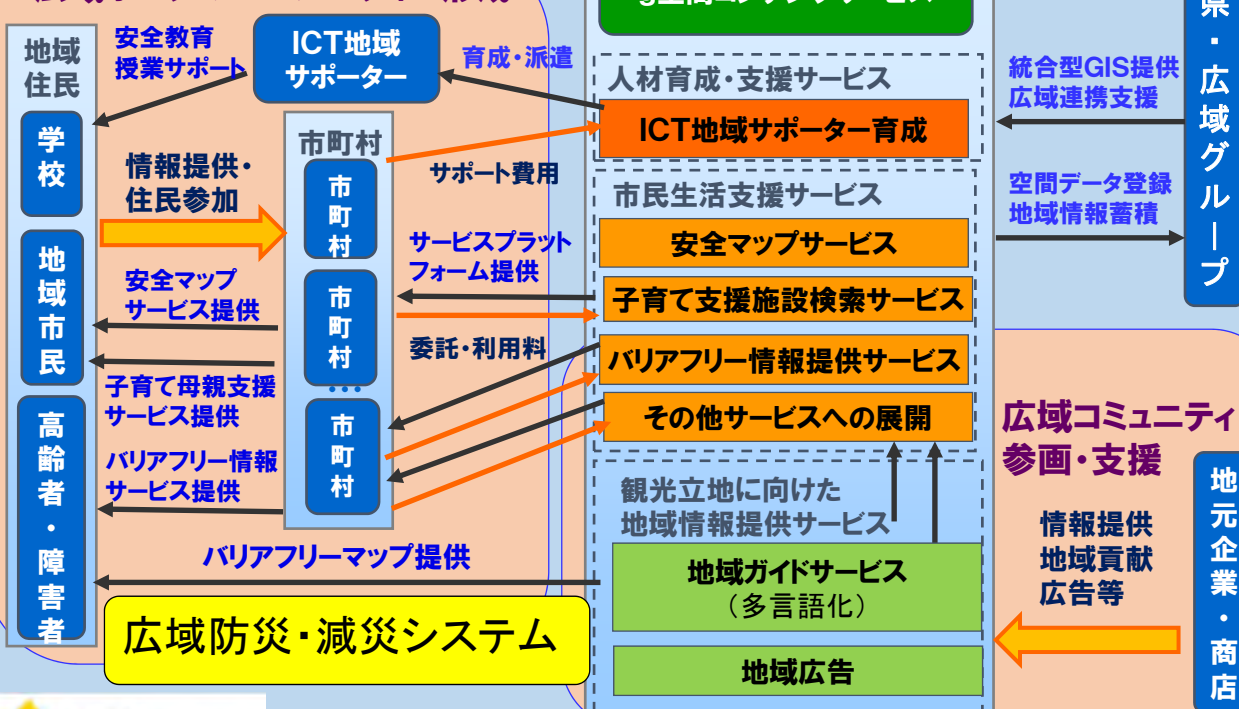 地域
住民
学校
地域市民
高齢者・障害者
安全教育
授業サポート
ICT地域
サポーター
育成・派遣
情報提供・
住民参加
市町村
市町村
市町村
…
市町村
サポート費用
サービスプラット
フォーム提供
委託・利用料
安全マップ
サービス提供
子育て母親支援
サービス提供
バリアフリー情報
サービス提供
バリアフリーマップ提供
広域防災・減災システム
人材育成・支援サービス
ICT地域サポーター育成
市民生活支援サービス
安全マップサービス
子育て支援施設検索サービス
バリアフリー情報提供サービス
その他サービスへの展開
観光立地に向けた
地域情報提供サービス
地域ガイドサービス
（多言語化）
地域広告
統合型GIS提供
広域連携支援
空間データ登録
地域情報蓄積
県・広域グループ
広域コミュニティ
参画・支援
情報提供
地域貢献
広告等
地元企業・商店